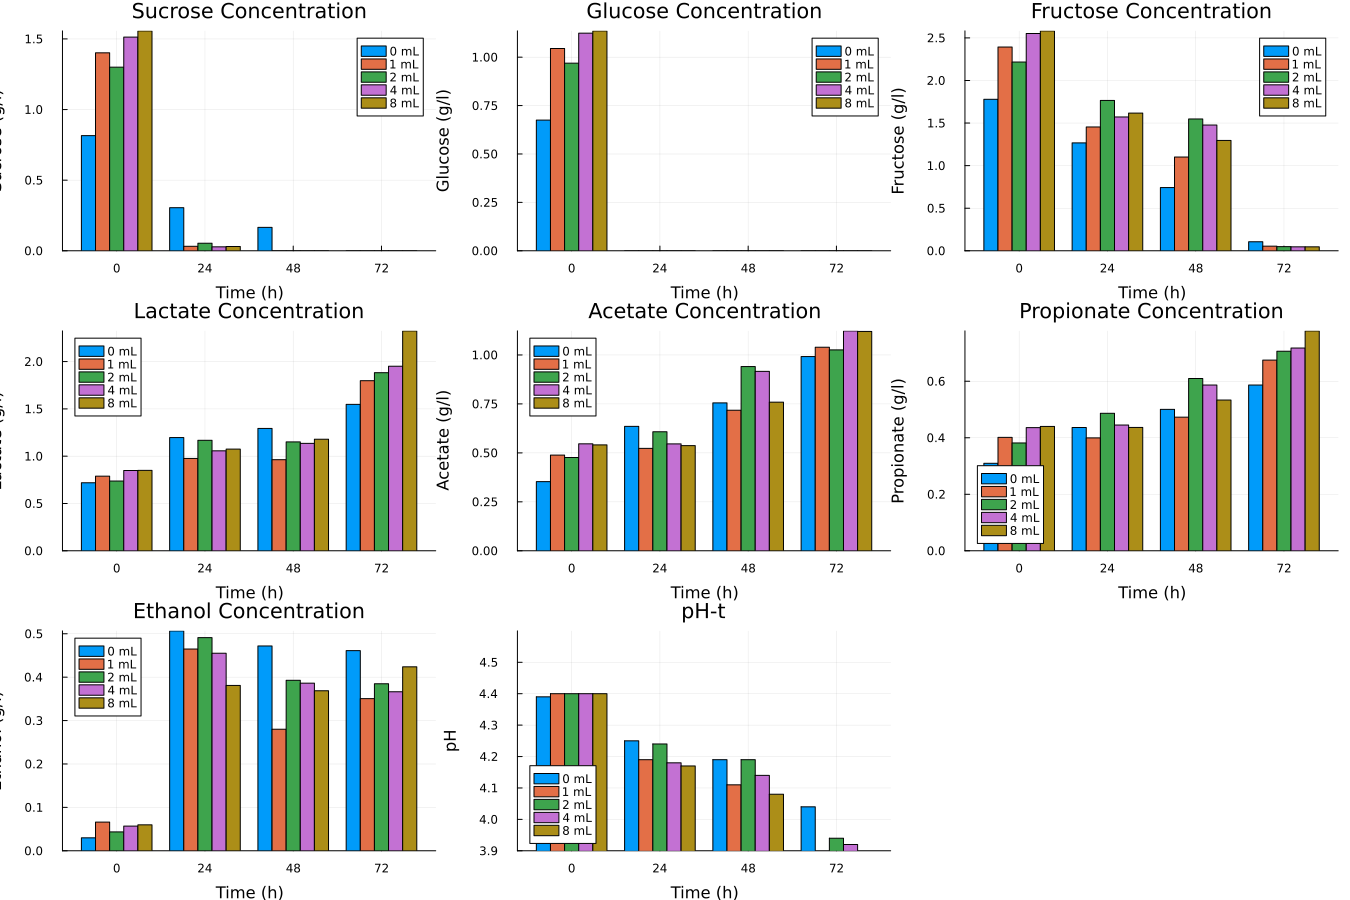 Sucrose Concentration
1.5
1.0
0.5
0.0
0 mL
1 mL
2 mL
4 mL
8 mL
0 24 48 72
Time (h)
Glucose Concentration
Glucose (g/l)
1.00
0.75
0.50
0.25
0.00
0 mL
1 mL
2 mL
4 mL
8 mL
0 24 48 72
Time (h)
Fructose Concentration
Fructose (g/l)
2.5
2.0
1.5
1.0
0.5
0.0
0 mL
1 mL
2 mL
4 mL
8 mL
0 24 48 72
Time (h)
Lactate Concentration
2.0
1.5
1.0
0.5
0.0
0 mL
1 mL
2 mL
4 mL
8 mL
0 24 48 72
Time (h)
Acetate Concentration
Acetate (g/l)
1.00
0.75
0.50
0.25
0.00
0 mL
1 mL
2 mL
4 mL
8 mL
0 24 48 72
Time (h)
Propionate Concentration
Propionate (g/l)
0.6
0.4
0.2
0.0
0 mL
1 mL
2 mL
4 mL
8 mL
0 24 48 72
Time (h)
Ethanol Concentration
0.5
0.4
0.3
0.2
0.1
0.0
0 mL
1 mL
2 mL
4 mL
8 mL
0 24 48 72
Time (h)
pH-t
pH
4.5
4.4
4.3
4.2
4.1
4.0
3.9
0 mL
1 mL
2 mL
4 mL
8 mL
0 24 48 72
Time (h)